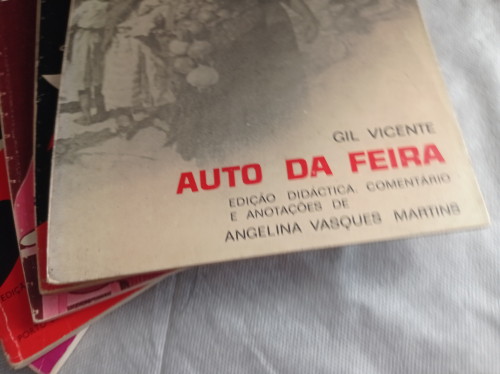 GIL VICENTE
AUTO DA FEIRA
EDIÇÃO DIDÁCTICA, COMENTÁRIO
E ANOTAÇÕES DE
ANGELINA VASQUES MARTINS